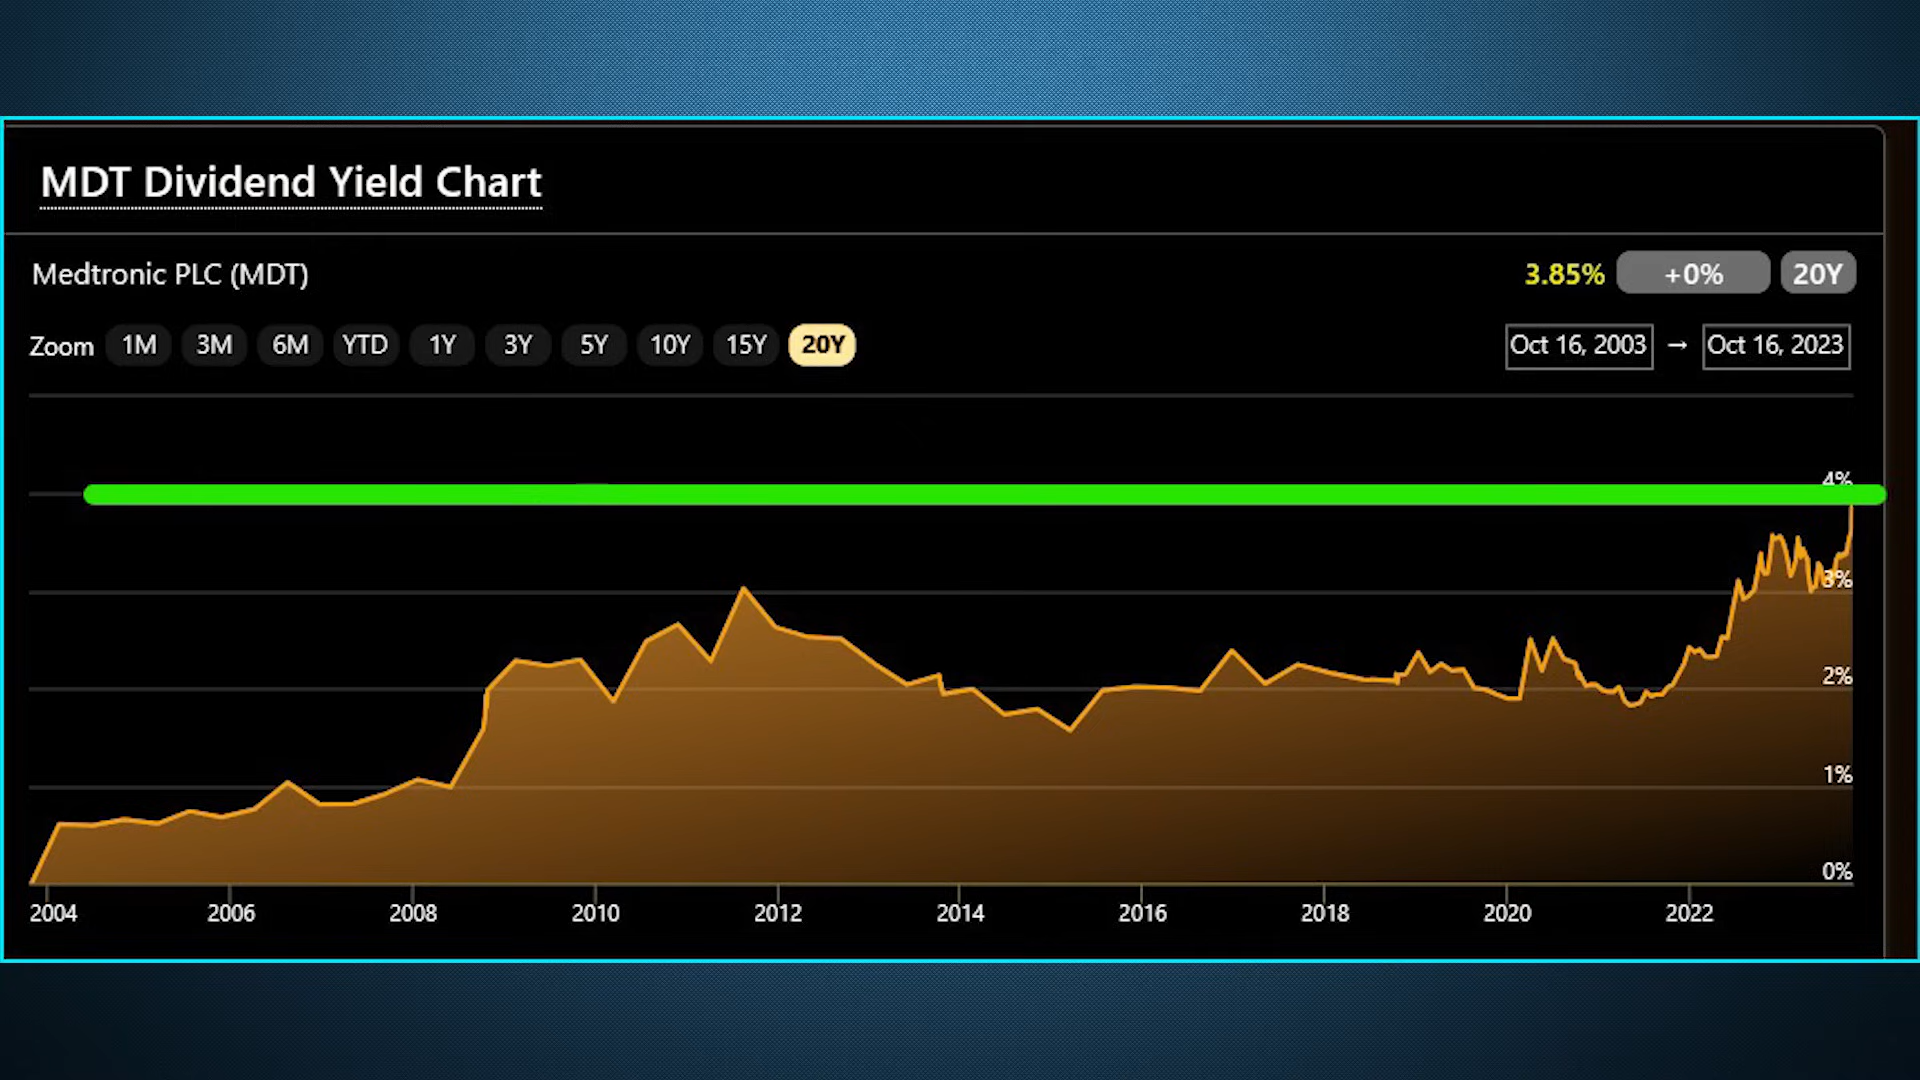 MDT Dividend Yield Chart
Medtronic PLC (MDT)
3.85% +0% 20Y
Zoom 1M 3M 6M YTD 1Y 3Y 5Y 10Y 15Y 20Y
Oct 16, 2003 → Oct 16, 2023
4%
3%
2%
1%
0%
2004 2006 2008 2010 2012 2014 2016 2018 2020 2022